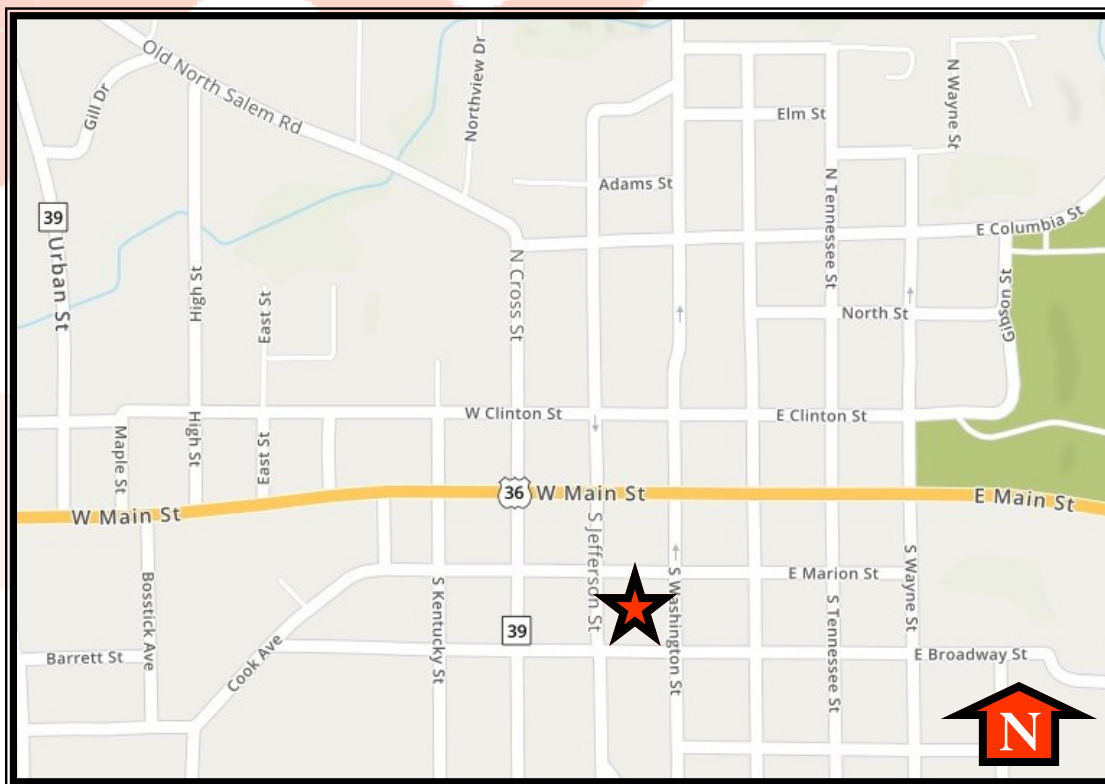 Old North Salem Rd
Gill Dr
Northview Dr
N Wayne St
Elm St
Adams St
N Tennessee St
39
Urban St
E Columbia St
N Cross St
High St
East St
North St
Gibson St
W Clinton St
E Clinton St
Maple St
High St
East St
36
W Main St
E Main St
W Main St
S Jefferson St
Bosstick Ave
S Kentucky St
E Marion St
S Washington St
S Tennessee St
S Wayne St
39
Barrett St
Cook Ave
E Broadway St
N